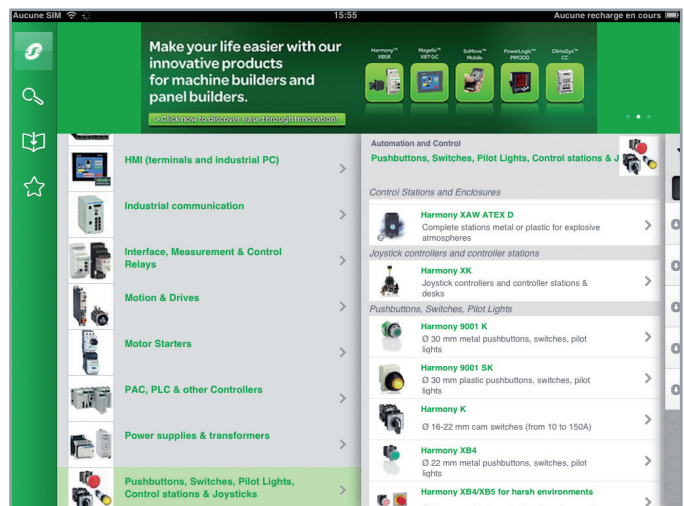 Aucune SIM
15:55
Aucune recharge en cours
Make your life easier with our
innovative products
for machine builders and
panel builders.
> Click now to discover ease through Innovation!
Harmony™
XB5R
Magelis™
XBT GC
SoMove™
Mobile
PowerLogic™
PM1200
ClimaSys™
CC
HMI (terminals and industrial PC)
Industrial communication
Interface, Measurement & Control
Relays
Motion & Drives
Motor Starters
PAC, PLC & other Controllers
Power supplies & transformers
Pushbuttons, Switches, Pilot Lights,
Control stations & Joysticks
Automation and Control
Pushbuttons, Switches, Pilot Lights, Control stations & J
Control Stations and Enclosures
Harmony XAW ATEX D
Complete stations metal or plastic for explosive
atmospheres
Joystick controllers and controller stations
Harmony XK
Joystick controllers and controller stations &
desks
Pushbuttons, Switches, Pilot Lights
Harmony 9001 K
Ø 30 mm metal pushbuttons, switches, pilot
lights
Harmony 9001 SK
Ø 30 mm plastic pushbuttons, switches, pilot
lights
Harmony K
Ø 16-22 mm cam switches (from 10 to 150A)
Harmony XB4
Ø 22 mm metal pushbuttons, switches, pilot
lights
Harmony XB4/XB5 for harsh environments